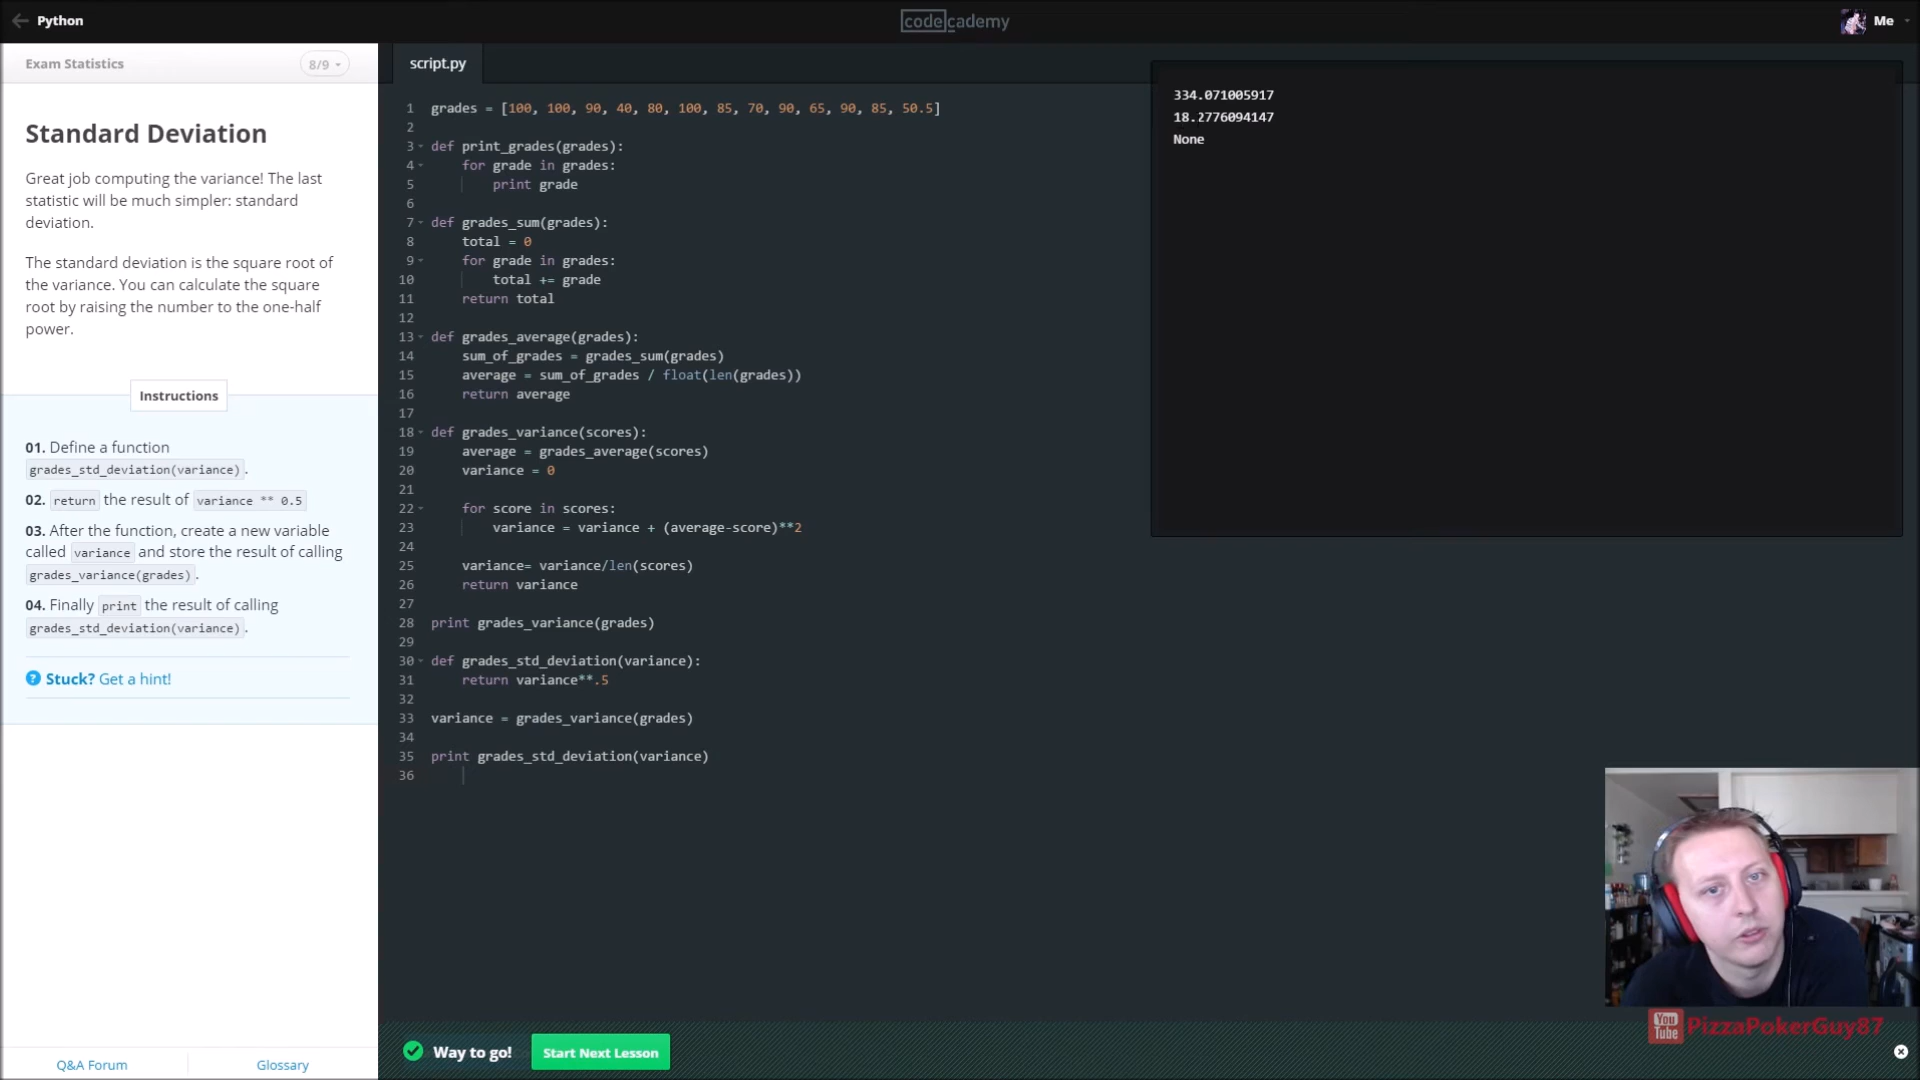 Python
codecademy
Me
Exam Statistics
8/9
Standard Deviation
Great job computing the variance! The last
statistic will be much simpler: standard
deviation.
The standard deviation is the square root of
the variance. You can calculate the square
root by raising the number to the one-half
power.
Instructions
01. Define a function
grades_std_deviation(variance).
02. return the result of variance ** 0.5
03. After the function, create a new variable
called variance and store the result of calling
grades_variance(grades).
04. Finally print the result of calling
grades_std_deviation(variance).
? Stuck? Get a hint!
Q&A Forum
Glossary
script.py
1 grades = [100, 100, 90, 40, 80, 100, 85, 70, 90, 65, 90, 85, 50.5]
2
3 def print_grades(grades):
4     for grade in grades:
5         print grade
6
7 def grades_sum(grades):
8     total = 0
9     for grade in grades:
10         total += grade
11     return total
12
13 def grades_average(grades):
14     sum_of_grades = grades_sum(grades)
15     average = sum_of_grades / float(len(grades))
16     return average
17
18 def grades_variance(scores):
19     average = grades_average(scores)
20     variance = 0
21
22     for score in scores:
23         variance = variance + (average-score)**2
24
25     variance= variance/len(scores)
26     return variance
27
28 print grades_variance(grades)
29
30 def grades_std_deviation(variance):
31     return variance**.5
32
33 variance = grades_variance(grades)
34
35 print grades_std_deviation(variance)
36
334.071005917
18.2776094147
None
You
Tube
PizzaPokerGuy87
Way to go!
Start Next Lesson